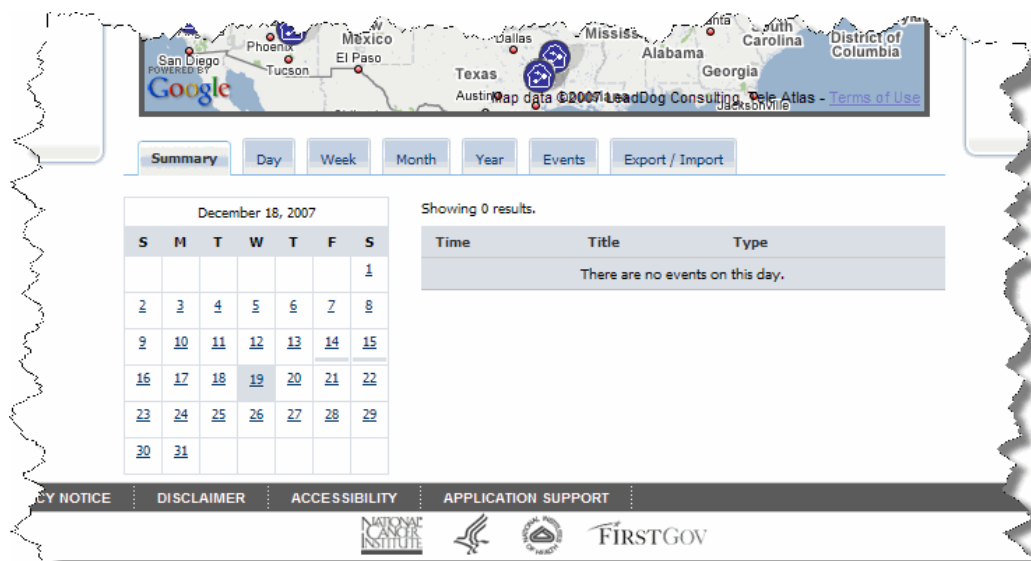 Phoenix
Mexico
Dallas
Mississ
South
Carolina
District of
Columbia
San Diego
El Paso
Alabama
POWERED BY
Google
Tucson
Texas
Georgia
Austin
Map data ©2007 LeadDog Consulting, Tele Atlas - Terms of Use
Jacksonville
Summary Day Week Month Year Events Export / Import
December 18, 2007
Showing 0 results.
S M T W T F S
Time Title Type
There are no events on this day.
1
2 3 4 5 6 7 8
9 10 11 12 13 14 15
16 17 18 19 20 21 22
23 24 25 26 27 28 29
30 31
CY NOTICE DISCLAIMER ACCESSIBILITY APPLICATION SUPPORT
NATIONAL
CANCER
INSTITUTE
FIRSTGOV